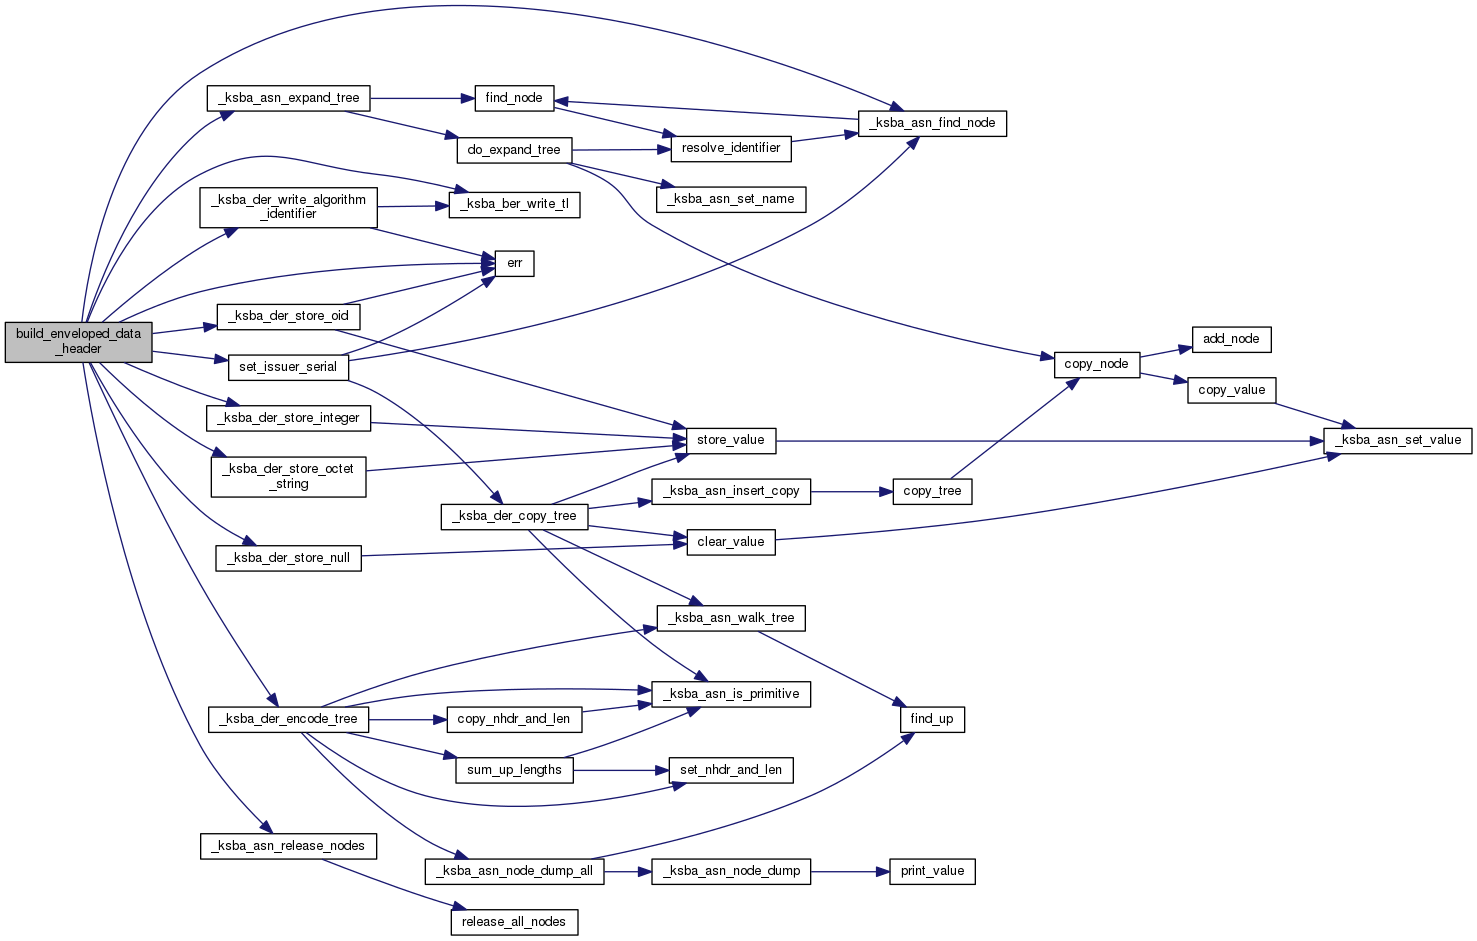 build_enveloped_data
_header
_ksba_asn_expand_tree
find_node
_ksba_asn_find_node
do_expand_tree
resolve_identifier
_ksba_asn_set_name
_ksba_der_write_algorithm
_identifier
_ksba_ber_write_tl
err
_ksba_der_store_oid
set_issuer_serial
_ksba_der_store_integer
_ksba_der_store_octet
_string
_ksba_der_store_null
store_value
_ksba_der_copy_tree
_ksba_asn_insert_copy
clear_value
copy_tree
copy_node
add_node
copy_value
_ksba_asn_set_value
_ksba_asn_walk_tree
_ksba_asn_is_primitive
find_up
_ksba_der_encode_tree
copy_nhdr_and_len
sum_up_lengths
set_nhdr_and_len
_ksba_asn_release_nodes
_ksba_asn_node_dump_all
_ksba_asn_node_dump
print_value
release_all_nodes